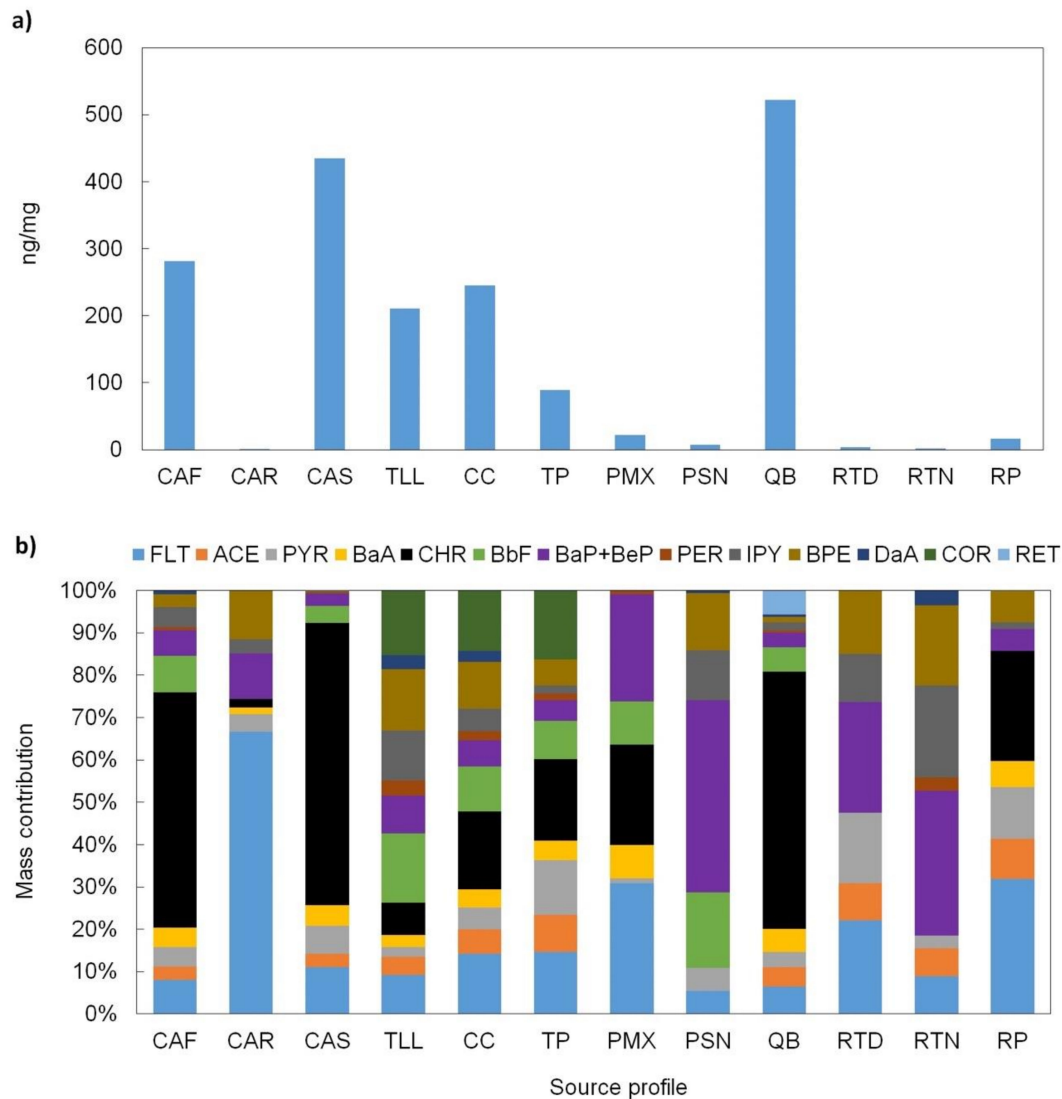 a)
600
500
400
300
200
100
0
ng/mg
CAF CAR CAS TLL CC TP PMX PSN QB RTD RTN RP
b)
FLT ACE PYR BaA CHR BbF BaP+BeP PER IPY BPE DaA COR RET
100%
90%
80%
70%
60%
50%
40%
30%
20%
10%
0%
Mass contribution
CAF CAR CAS TLL CC TP PMX PSN QB RTD RTN RP
Source profile